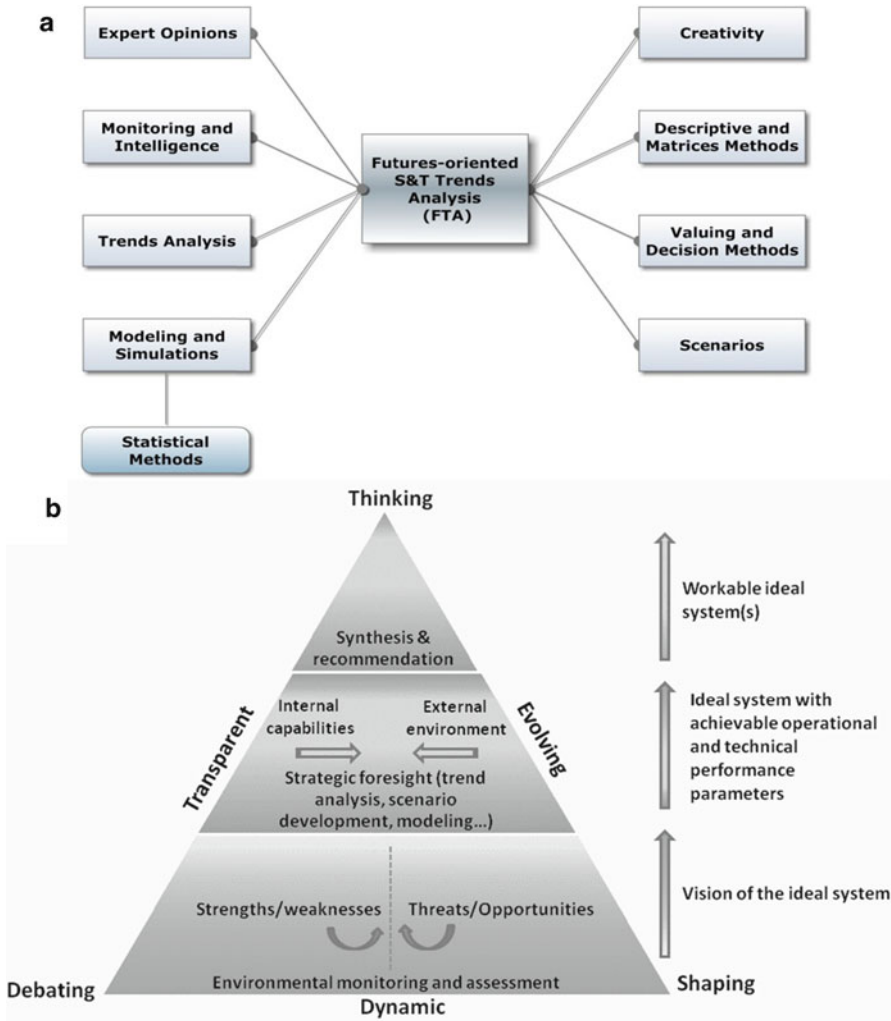 a
Expert Opinions
Monitoring and
Intelligence
Trends Analysis
Modeling and
Simulations
Statistical
Methods
Futures-oriented
S&T Trends
Analysis
(FTA)
Creativity
Descriptive and
Matrices Methods
Valuing and
Decision Methods
Scenarios
b
Thinking
Synthesis &
recommendation
Transparent
Evolving
Internal
capabilities
External
environment
Strategic foresight (trend
analysis, scenario
development, modeling...)
Strengths/weaknesses
Threats/Opportunities
Environmental monitoring and assessment
Debating
Dynamic
Shaping
Workable ideal
system(s)
Ideal system with
achievable operational
and technical
performance
parameters
Vision of the ideal system